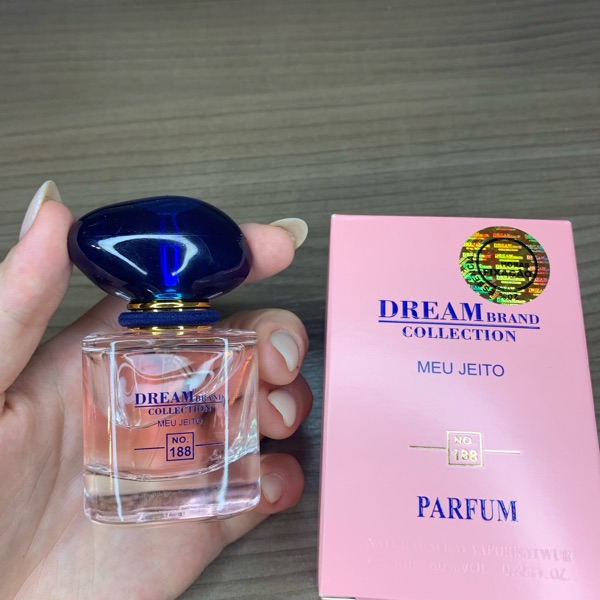 DREAM BRAND
COLLECTION
MEU JEITO
NO.
188
DREAM BRAND
COLLECTION
MEU JEITO
NO.
188
PARFUM